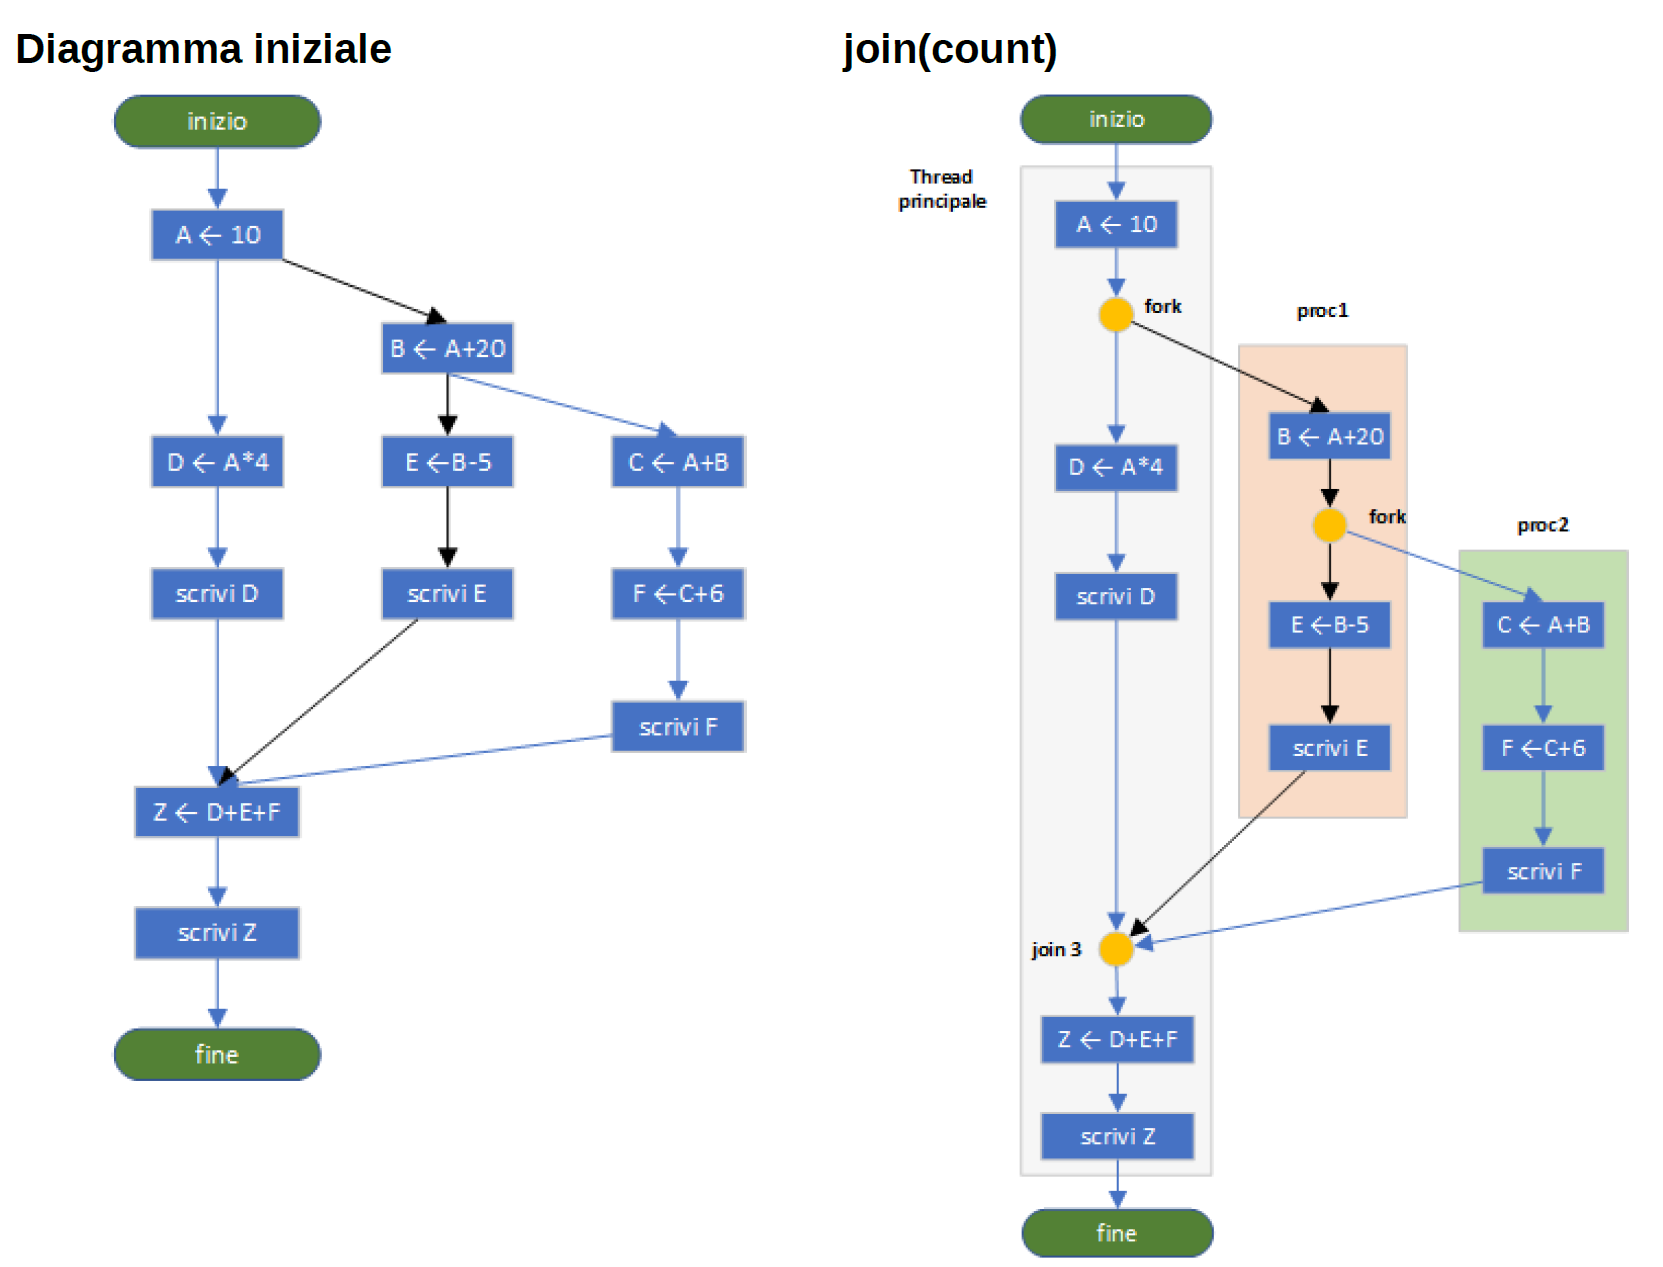 Diagramma iniziale
inizio
A ← 10
B ← A+20
D ← A*4
E ←B-5
C ← A+B
scrivi D
scrivi E
F ←C+6
scrivi F
Z ← D+E+F
scrivi Z
fine
join(count)
inizio
Thread
principale
A ← 10
fork
proc1
B ← A+20
D ← A*4
fork
proc2
scrivi D
E ←B-5
C ← A+B
scrivi E
F ←C+6
scrivi F
join 3
Z ← D+E+F
scrivi Z
fine